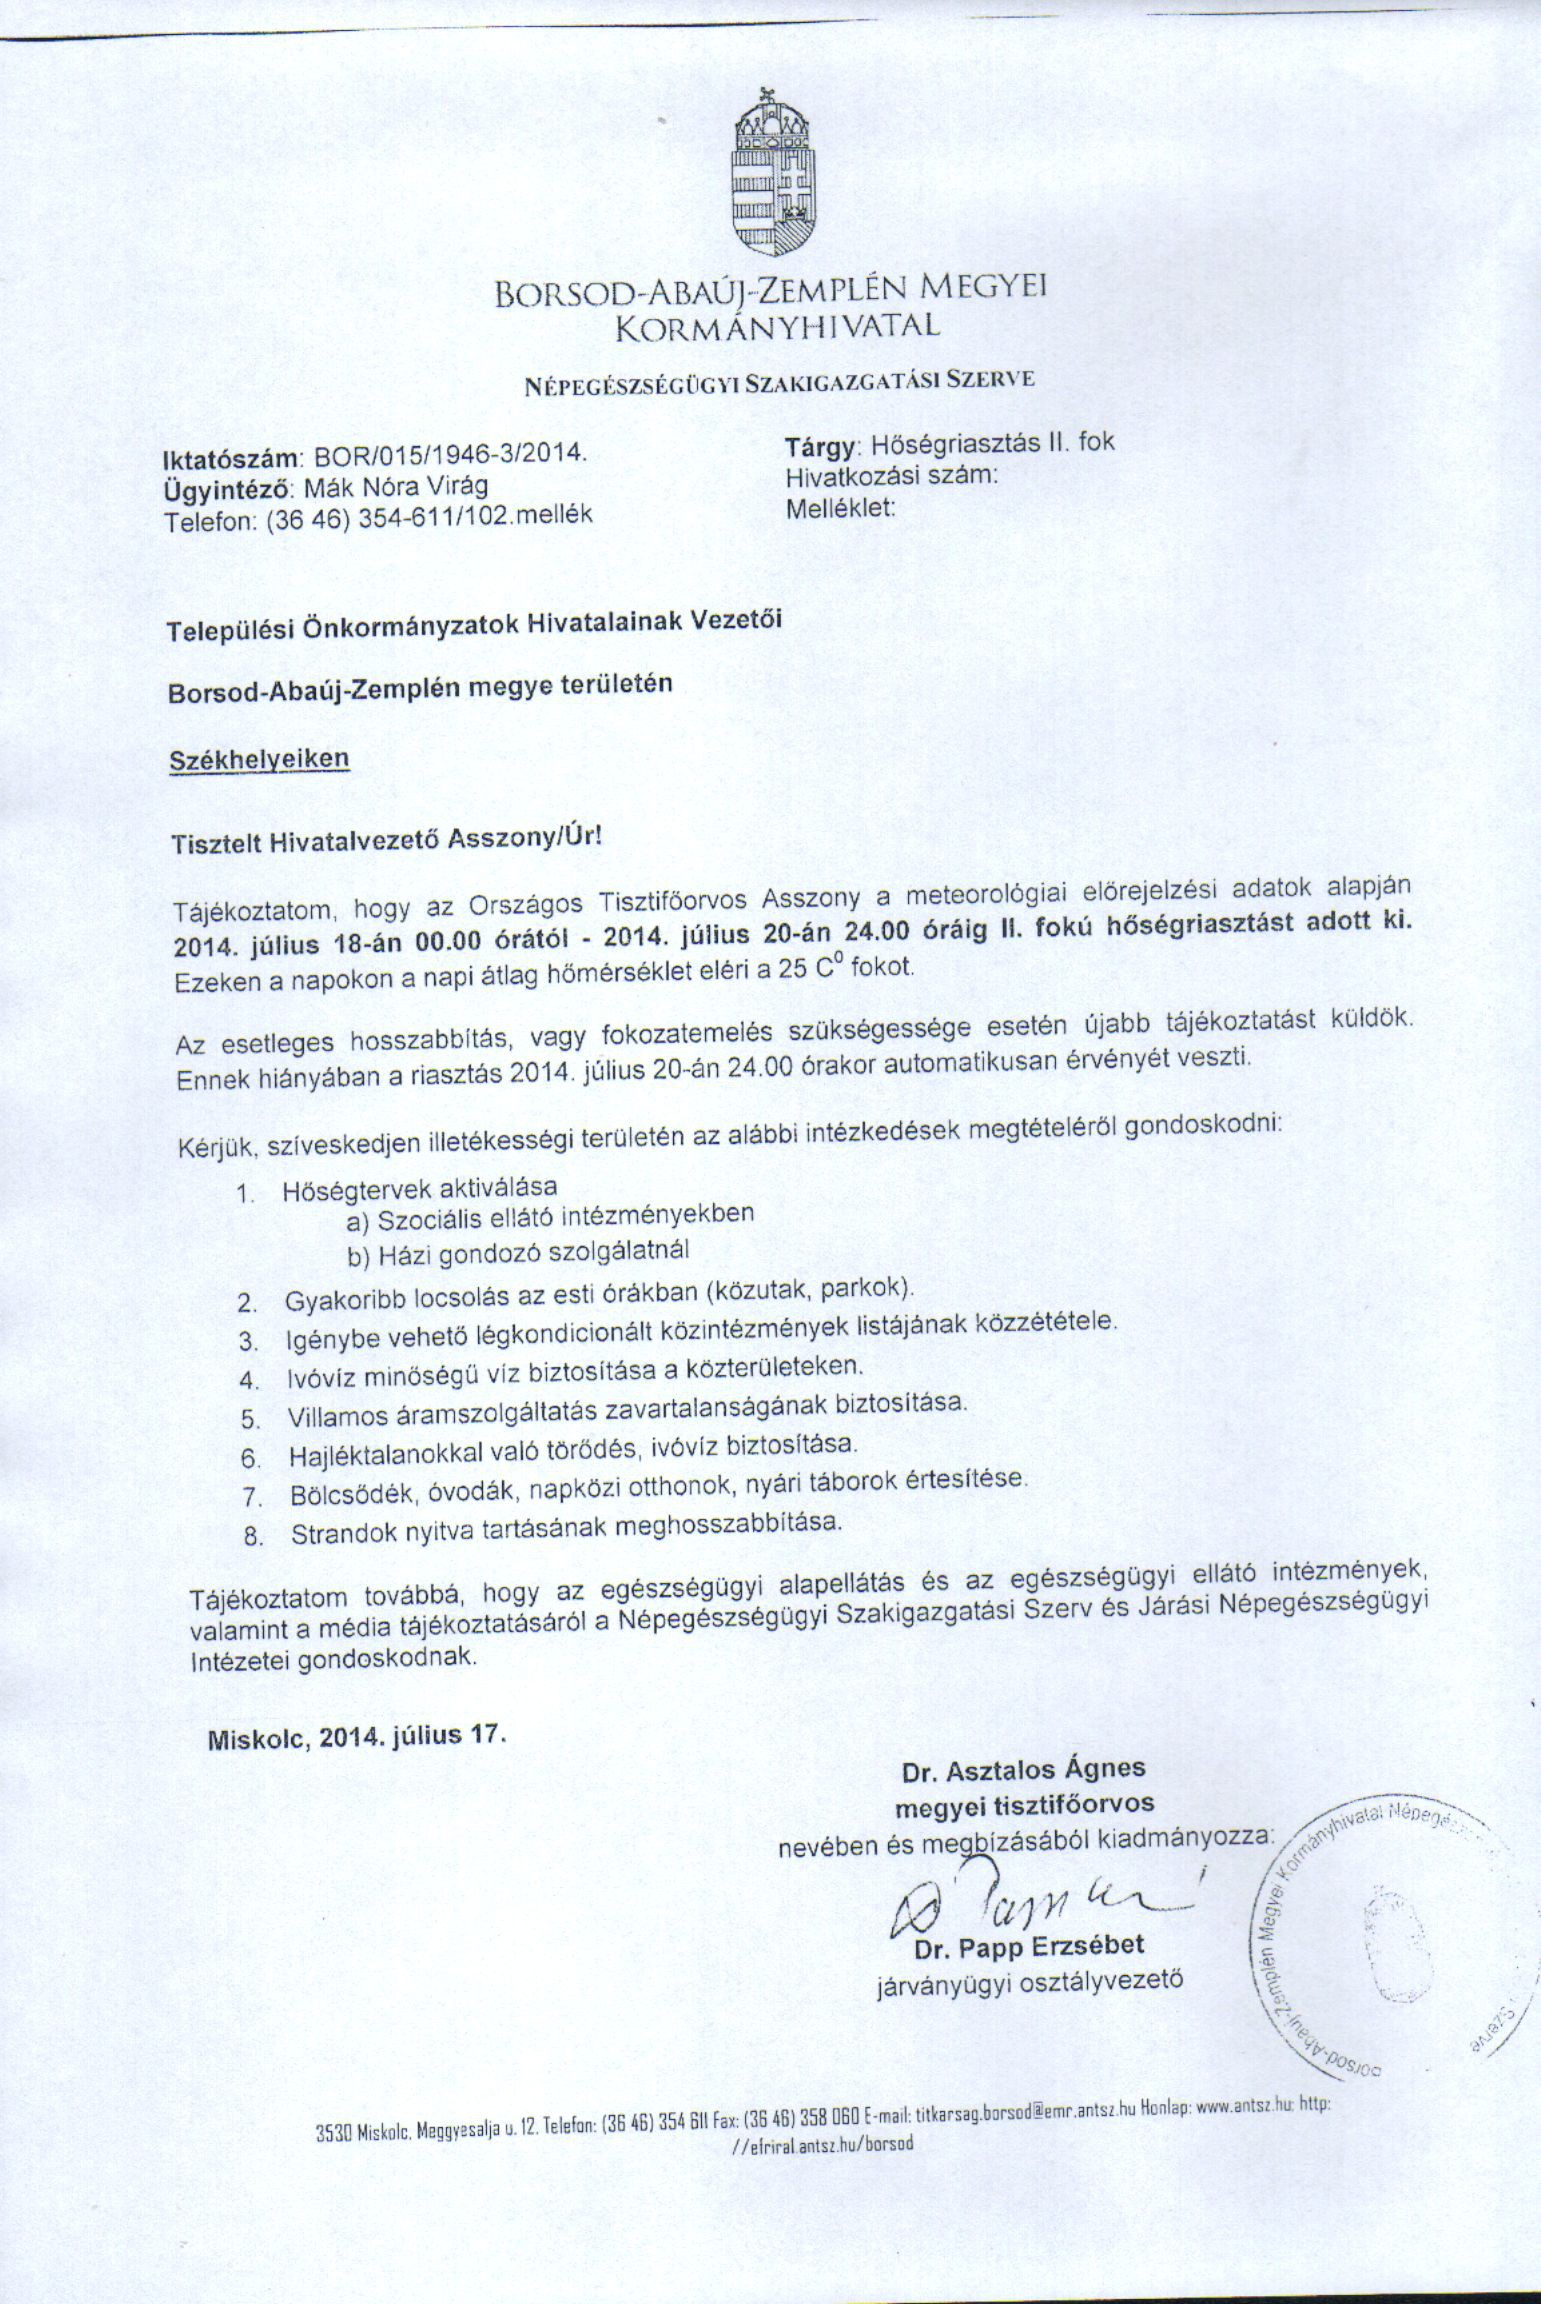 BORSOD-ABAÚJ-ZEMPLÉN MEGYEI
KORMÁNYHIVATAL
NÉPEGÉSZSÉGÜGYI SZAKIGAZGATÁSI SZERVE
Iktatószám: BOR/015/1946-3/2014.
Ügyintéző: Mák Nóra Virág
Telefon: (36 46) 354-611/102.mellék
Tárgy: Hőségriasztás II. fok
Hivatkozási szám:
Melléklet:
Települési Önkormányzatok Hivatalainak Vezetői
Borsod-Abaúj-Zemplén megye területén
Székhelyeiken
Tisztelt Hivatalvezető Asszony/Úr!
Tájékoztatom, hogy az Országos Tisztifőorvos Asszony a meteorológiai előrejelzési adatok alapján
2014. július 18-án 00.00 órától - 2014. július 20-án 24.00 óráig II. fokú hőségriasztást adott ki.
Ezeken a napokon a napi átlag hőmérséklet eléri a 25 C⁰ fokot.
Az esetleges hosszabbítás, vagy fokozatemelés szükségessége esetén újabb tájékoztatást küldök.
Ennek hiányában a riasztás 2014. július 20-án 24.00 órakor automatikusan érvényét veszti.
Kérjük, szíveskedjen illetékességi területén az alábbi intézkedések megtételéről gondoskodni:
1. Hőségtervek aktiválása
a) Szociális ellátó intézményekben
b) Házi gondozó szolgálatnál
2. Gyakoribb locsolás az esti órákban (közutak, parkok).
3. Igénybe vehető légkondicionált közintézmények listájának közzététele.
4. Ivóvíz minőségű víz biztosítása a közterületeken.
5. Villamos áramszolgáltatás zavartalanságának biztosítása.
6. Hajléktalanokkal való törődés, ivóvíz biztosítása.
7. Bölcsődék, óvodák, napközi otthonok, nyári táborok értesítése.
8. Strandok nyitva tartásának meghosszabbítása.
Tájékoztatom továbbá, hogy az egészségügyi alapellátás és az egészségügyi ellátó intézmények,
valamint a média tájékoztatásáról a Népegészségügyi Szakigazgatási Szerv és Járási Népegészségügyi
Intézetei gondoskodnak.
Miskolc, 2014. július 17.
Dr. Asztalos Ágnes
megyei tisztifőorvos
nevében és megbízásából kiadmányozza:
Dr. Papp Erzsébet
járványügyi osztályvezető
Borsod-Abaúj-Zemplén Megyei Kormányhivatal
Szerve
3530 Miskolc, Meggyesalja u. 12. Telefon: (36 46) 354 611 Fax: (36 46) 358 060 E-mail: titkarsag.borsod@emr.antsz.hu Honlap: www.antsz.hu; http:
//efriral.antsz.hu/borsod